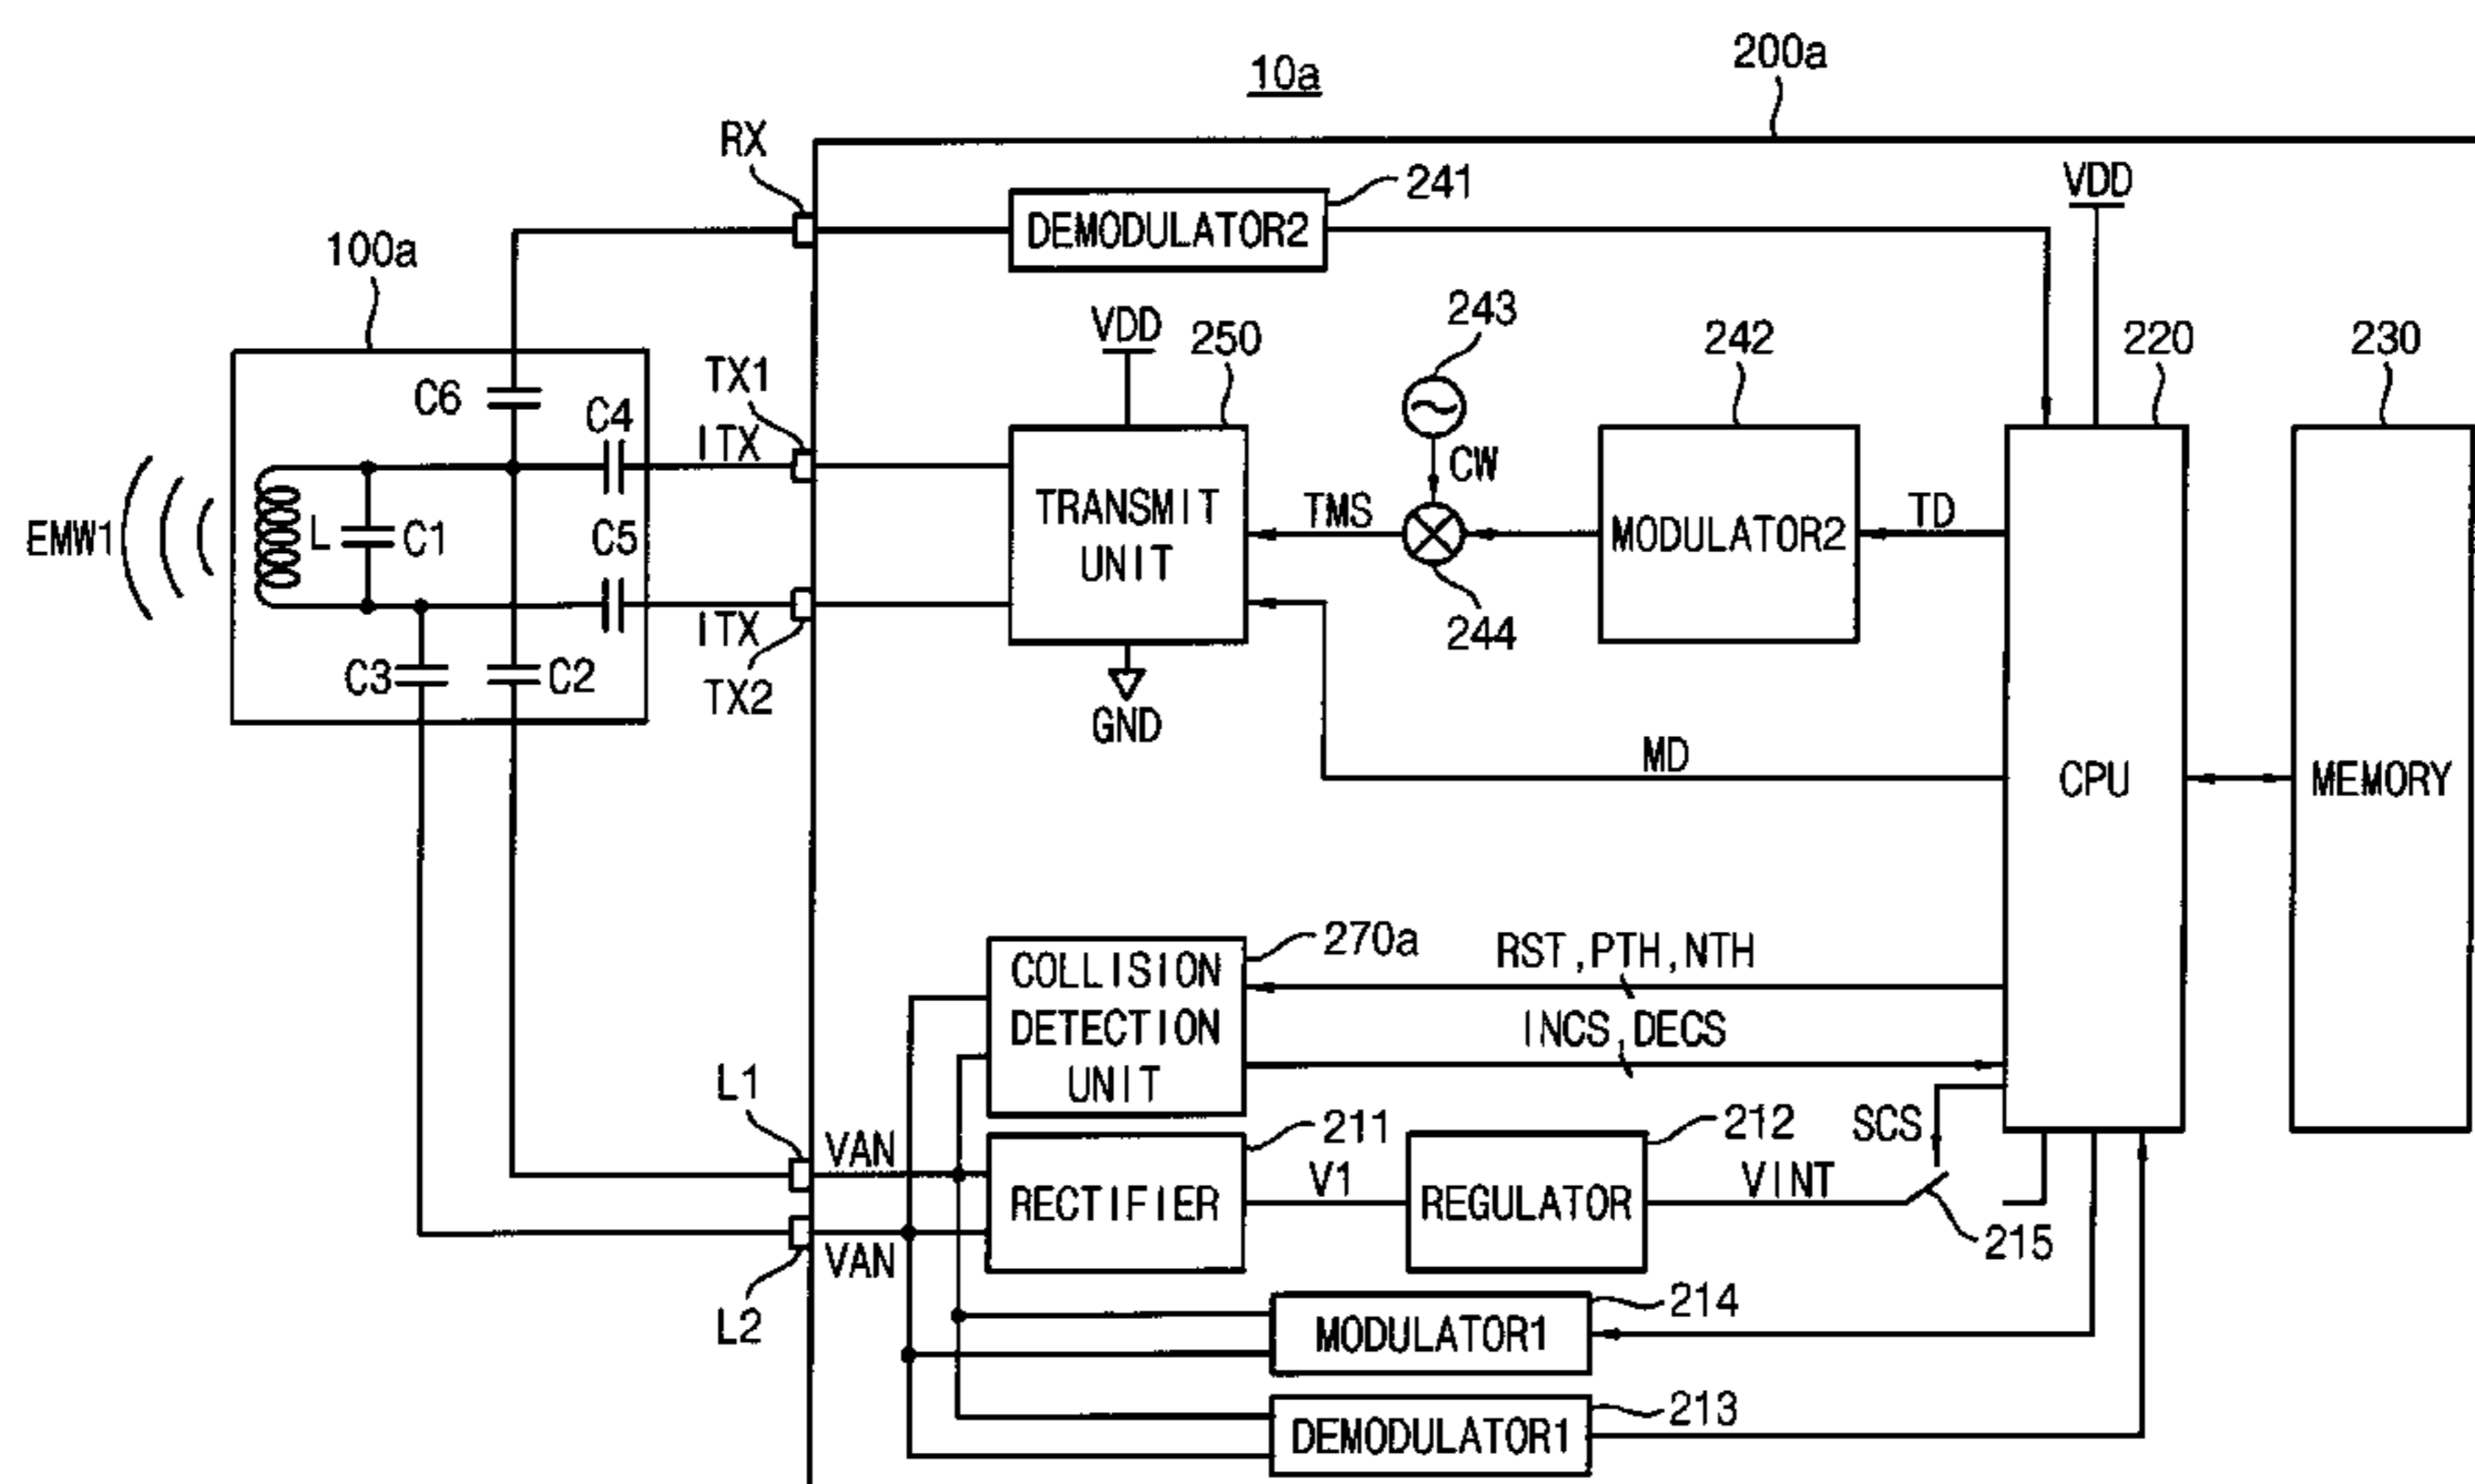 10a
200a
RX
DEMODULATOR2
241
VDD
100a
VDD
250
243
242
220
230
C6
C4
TX1
ITX
CW
EMW1
L
C1
C5
TRANSMIT
UNIT
TMS
MODULATOR2
TD
244
ITX
TX2
C3
C2
GND
MD
CPU
MEMORY
COLLISION
DETECTION
UNIT
270a
RST,PTH,NTH
INCS,DECS
L1
VAN
RECTIFIER
211
V1
REGULATOR
212
SCS
VINT
215
VAN
L2
MODULATOR1
214
DEMODULATOR1
213